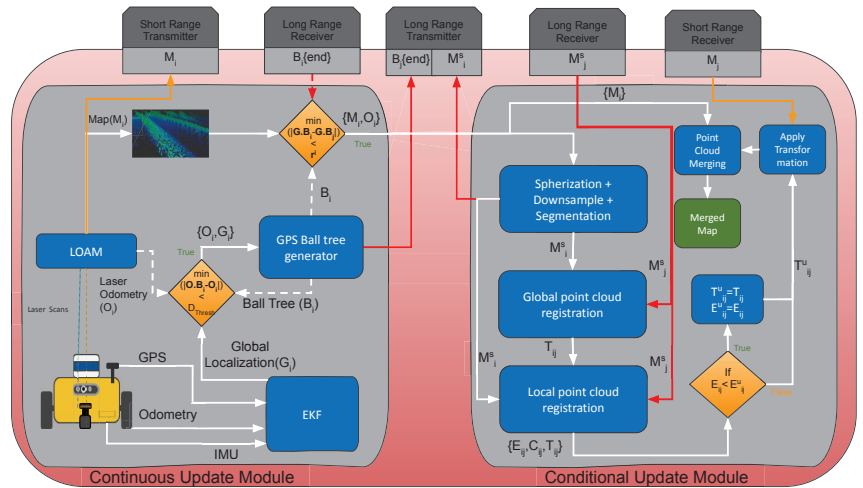 Short Range
Transmitter
M_i
Long Range
Receiver
B_j{end}
Long Range
Transmitter
B_i{end}
M^s_i
Long Range
Receiver
M^s_j
Short Range
Receiver
M_j
Map(M_i)
min
(|G.B_i-G.B_j|)
<
r^i
{M_i,O_i}
True
B_i
{O_i,G_i}
True
GPS Ball tree
generator
LOAM
Laser
Odometry
(O_i)
Laser Scans
min
(|O.B_i-O_i|)
<
D_Thresh
Ball Tree (B_i)
Global
Localization(G_i)
GPS
Odometry
IMU
EKF
Continuous Update Module
{M_i}
Point
Cloud
Merging
Apply
Transfor
mation
Merged
Map
Spherization +
Downsample +
Segmentation
M^s_i
M^s_j
Global point cloud
registration
T_ij
M^s_i
M^s_j
Local point cloud
registration
{E_ij,C_ij,T_ij}
T^u_ij=T_ij
E^u_ij=E_ij
True
If
E_ij<E^u_ij
T^u_ij
Conditional Update Module